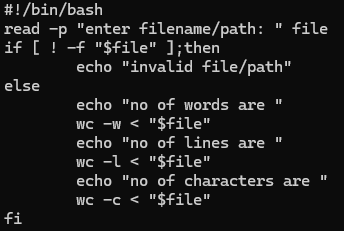 #!/bin/bash
read -p "enter filename/path: " file
if [ ! -f "$file" ];then
        echo "invalid file/path"
else
        echo "no of words are "
        wc -w < "$file"
        echo "no of lines are "
        wc -l < "$file"
        echo "no of characters are "
        wc -c < "$file"
fi